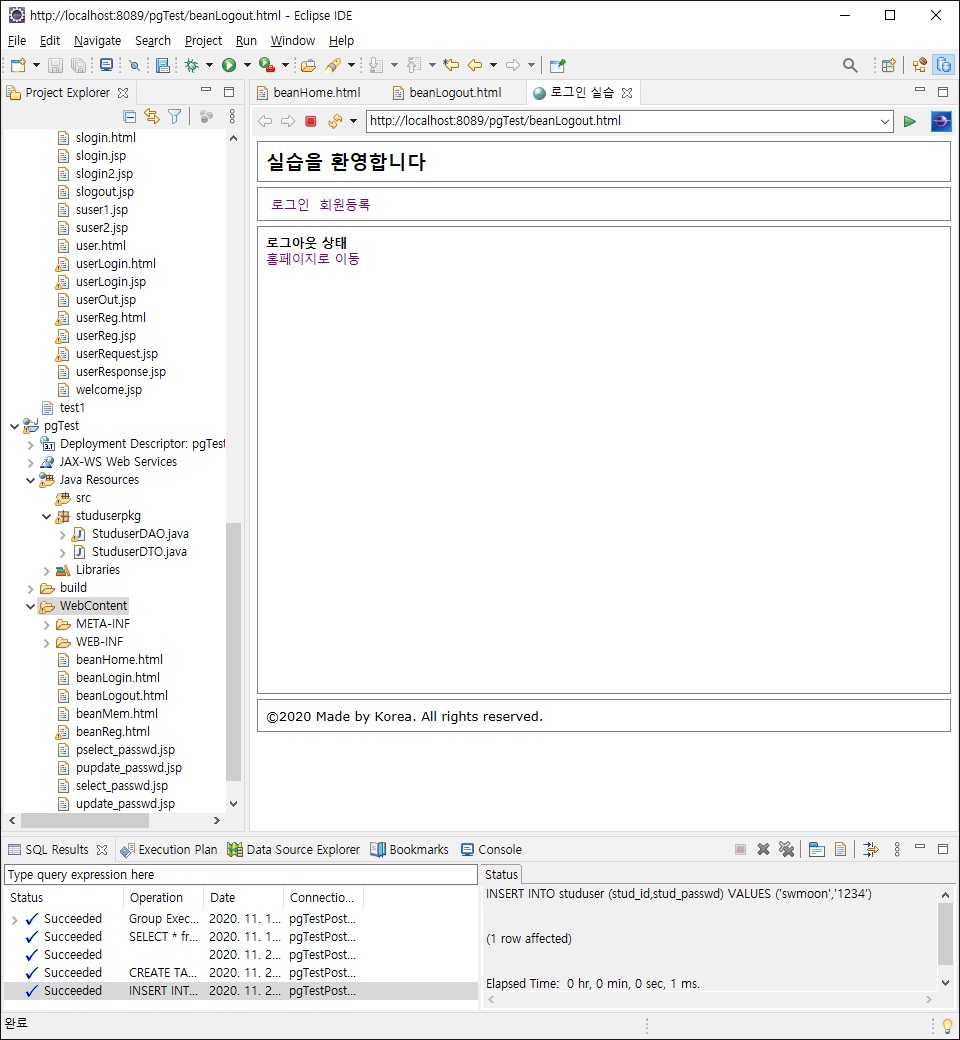 http://localhost:8089/pgTest/beanLogout.html - Eclipse IDE
File Edit Navigate Search Project Run Window Help
Project Explorer
beanHome.html beanLogout.html 로그인 실습
http://localhost:8089/pgTest/beanLogout.html
slogin.html
slogin.jsp
slogin2.jsp
slogout.jsp
suser1.jsp
suser2.jsp
user.html
userLogin.html
userLogin.jsp
userOut.jsp
userReg.html
userReg.jsp
userRequest.jsp
userResponse.jsp
welcome.jsp
test1
pgTest
Deployment Descriptor: pgTest
JAX-WS Web Services
Java Resources
src
studuserpkg
StuduserDAO.java
StuduserDTO.java
Libraries
build
WebContent
META-INF
WEB-INF
beanHome.html
beanLogin.html
beanLogout.html
beanMem.html
beanReg.html
pselect_passwd.jsp
pupdate_passwd.jsp
select_passwd.jsp
update_passwd.jsp
실습을 환영합니다
로그인 회원등록
로그아웃 상태
홈페이지로 이동
©2020 Made by Korea. All rights reserved.
SQL Results Execution Plan Data Source Explorer Bookmarks Console
Type query expression here
Status Operation Date Connectio...
Succeeded Group Exec... 2020. 11. 1... pgTestPost...
Succeeded SELECT * fr... 2020. 11. 1... pgTestPost...
Succeeded 2020. 11. 2... pgTestPost...
Succeeded CREATE TA... 2020. 11. 2... pgTestPost...
Succeeded INSERT INT... 2020. 11. 2... pgTestPost...
Status
INSERT INTO studuser (stud_id,stud_passwd) VALUES ('swmoon','1234')
(1 row affected)
Elapsed Time:  0 hr, 0 min, 0 sec, 1 ms.
완료